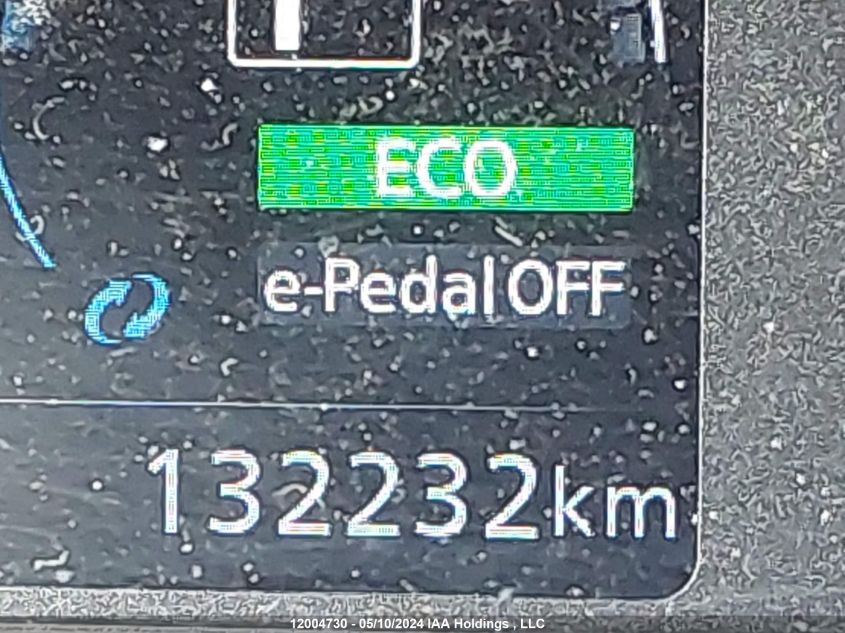 ECO
e-Pedal OFF
132232km
12004730 - 05/10/2024 IAA Holdings , LLC